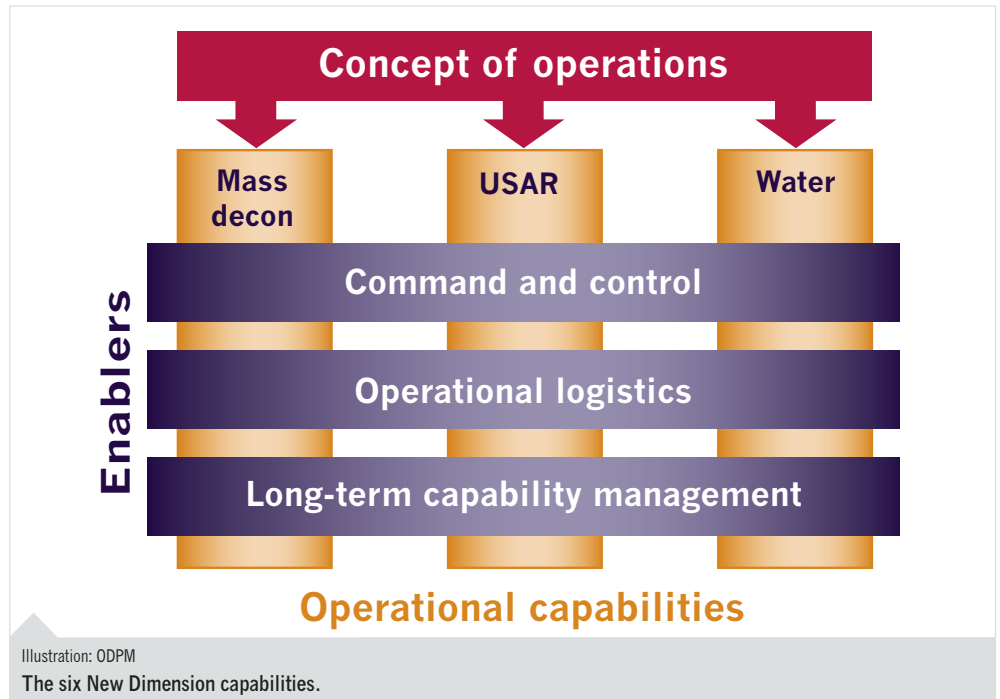 Concept of operations
Mass
decon
USAR
Water
Enablers
Command and control
Operational logistics
Long-term capability management
Operational capabilities
Illustration: ODPM
The six New Dimension capabilities.